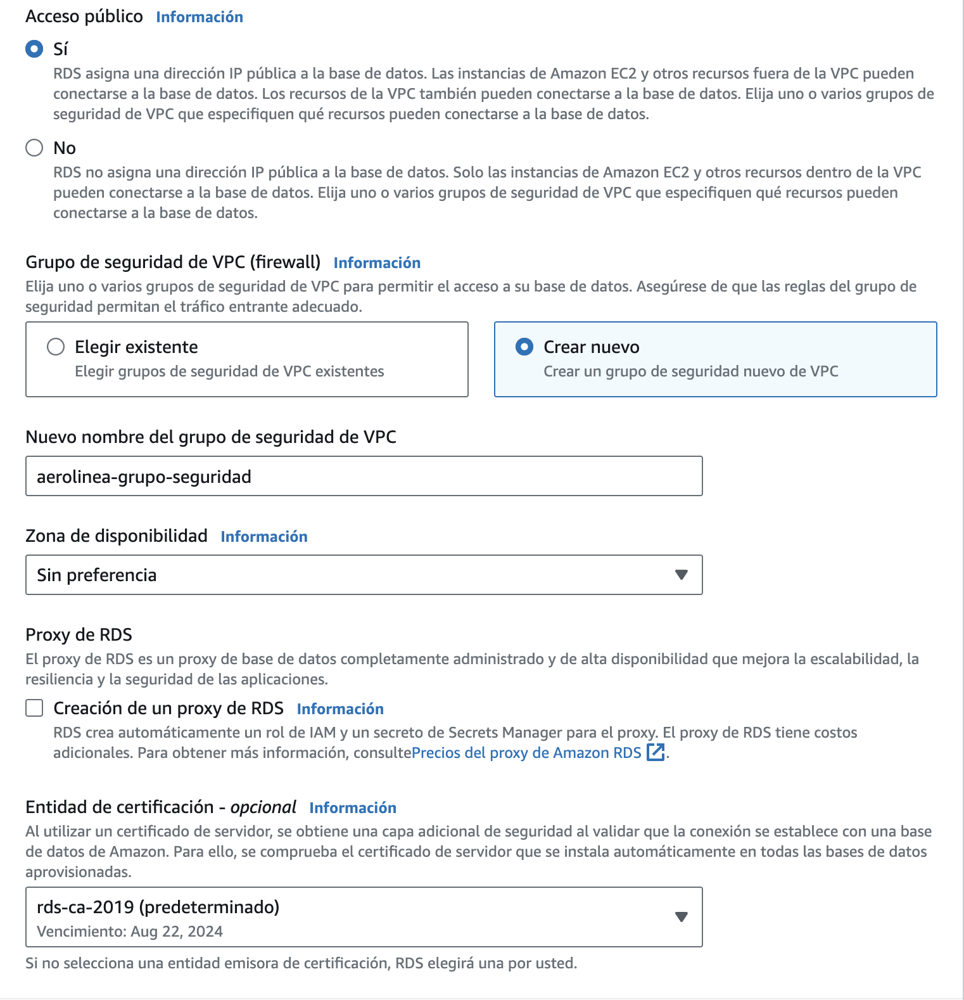 Acceso público Información
Sí
RDS asigna una dirección IP pública a la base de datos. Las instancias de Amazon EC2 y otros recursos fuera de la VPC pueden
conectarse a la base de datos. Los recursos de la VPC también pueden conectarse a la base de datos. Elija uno o varios grupos de
seguridad de VPC que especifiquen qué recursos pueden conectarse a la base de datos.
No
RDS no asigna una dirección IP pública a la base de datos. Solo las instancias de Amazon EC2 y otros recursos dentro de la VPC
pueden conectarse a la base de datos. Elija uno o varios grupos de seguridad de VPC que especifiquen qué recursos pueden
conectarse a la base de datos.
Grupo de seguridad de VPC (firewall) Información
Elija uno o varios grupos de seguridad de VPC para permitir el acceso a su base de datos. Asegúrese de que las reglas del grupo de
seguridad permitan el tráfico entrante adecuado.
Elegir existente
Elegir grupos de seguridad de VPC existentes
Crear nuevo
Crear un grupo de seguridad nuevo de VPC
Nuevo nombre del grupo de seguridad de VPC
aerolinea-grupo-seguridad
Zona de disponibilidad Información
Sin preferencia
Proxy de RDS
El proxy de RDS es un proxy de base de datos completamente administrado y de alta disponibilidad que mejora la escalabilidad, la
resiliencia y la seguridad de las aplicaciones.
Creación de un proxy de RDS Información
RDS crea automáticamente un rol de IAM y un secreto de Secrets Manager para el proxy. El proxy de RDS tiene costos
adicionales. Para obtener más información, consultePrecios del proxy de Amazon RDS .
Entidad de certificación - opcional Información
Al utilizar un certificado de servidor, se obtiene una capa adicional de seguridad al validar que la conexión se establece con una base
de datos de Amazon. Para ello, se comprueba el certificado de servidor que se instala automáticamente en todas las bases de datos
aprovisionadas.
rds-ca-2019 (predeterminado)
Vencimiento: Aug 22, 2024
Si no selecciona una entidad emisora de certificación, RDS elegirá una por usted.